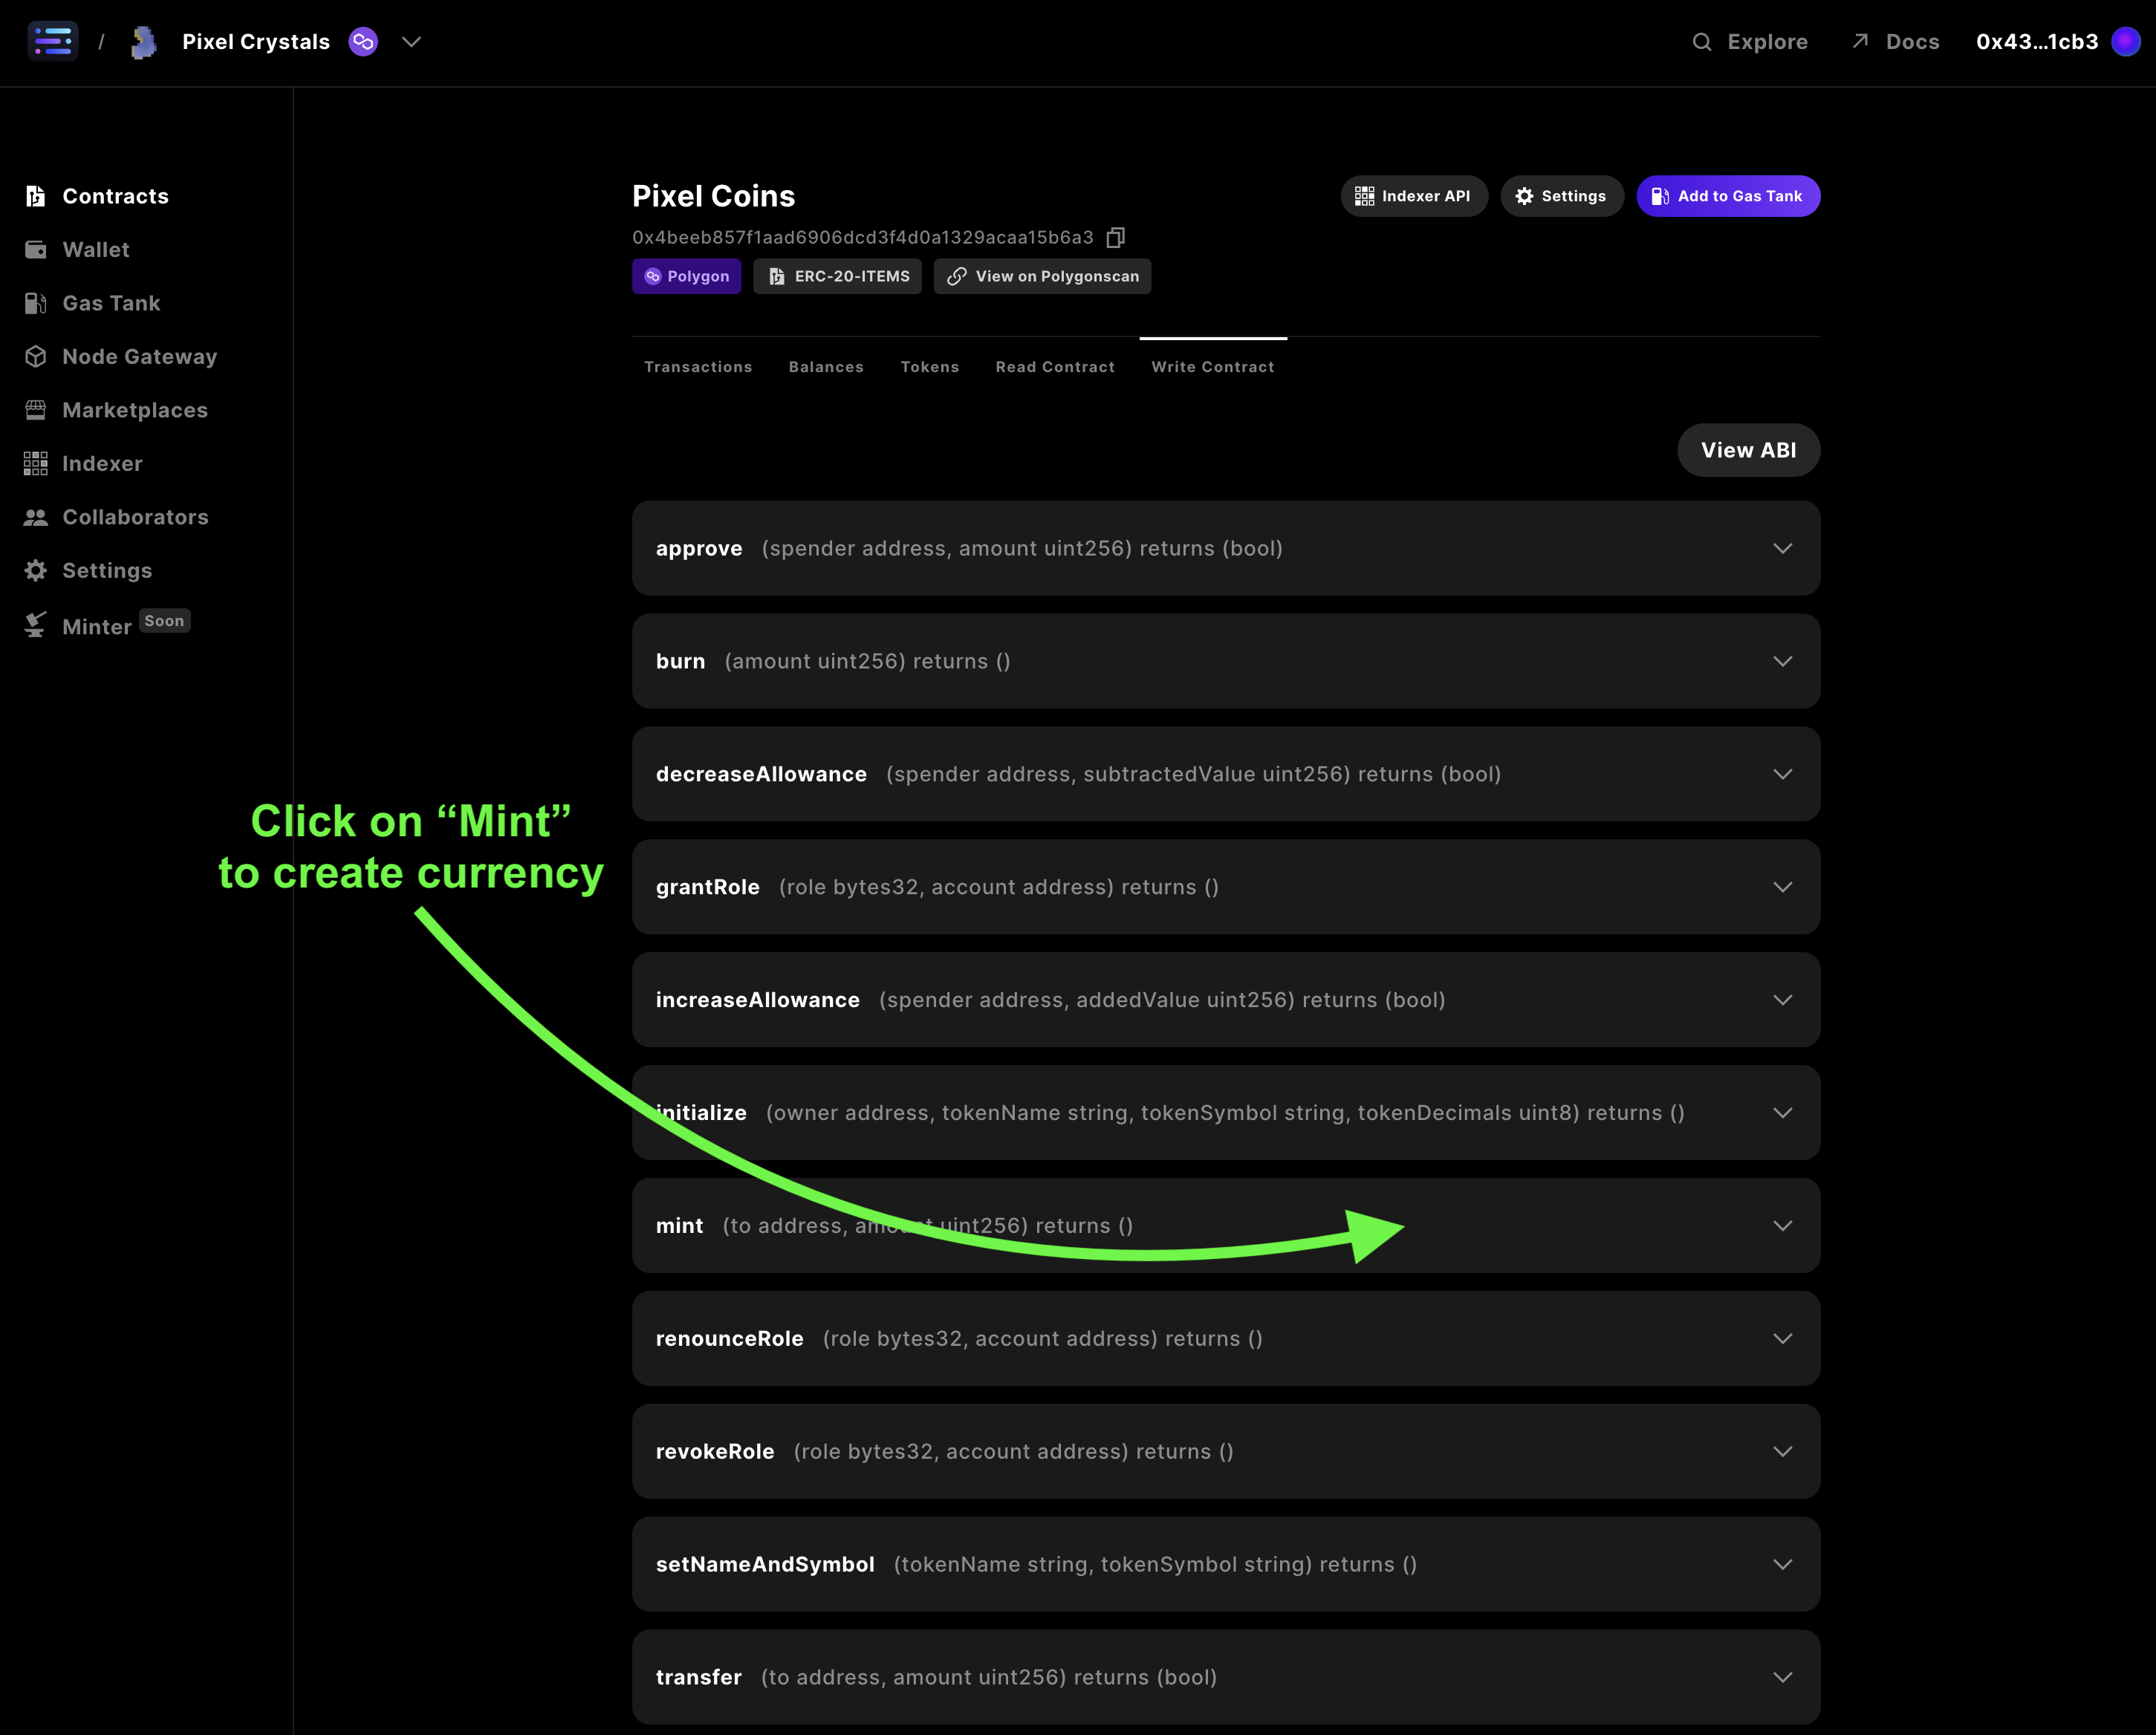 / Pixel Crystals
Explore
Docs
0x43...1cb3
Contracts
Wallet
Gas Tank
Node Gateway
Marketplaces
Indexer
Collaborators
Settings
Minter Soon
Pixel Coins
Indexer API
Settings
Add to Gas Tank
0x4beeb857f1aad6906dcd3f4d0a1329acaa15b6a3
Polygon
ERC-20-ITEMS
View on Polygonscan
Transactions
Balances
Tokens
Read Contract
Write Contract
View ABI
approve (spender address, amount uint256) returns (bool)
burn (amount uint256) returns ()
decreaseAllowance (spender address, subtractedValue uint256) returns (bool)
Click on “Mint”
to create currency
grantRole (role bytes32, account address) returns ()
increaseAllowance (spender address, addedValue uint256) returns (bool)
initialize (owner address, tokenName string, tokenSymbol string, tokenDecimals uint8) returns ()
mint (to address, amount uint256) returns ()
renounceRole (role bytes32, account address) returns ()
revokeRole (role bytes32, account address) returns ()
setNameAndSymbol (tokenName string, tokenSymbol string) returns ()
transfer (to address, amount uint256) returns (bool)